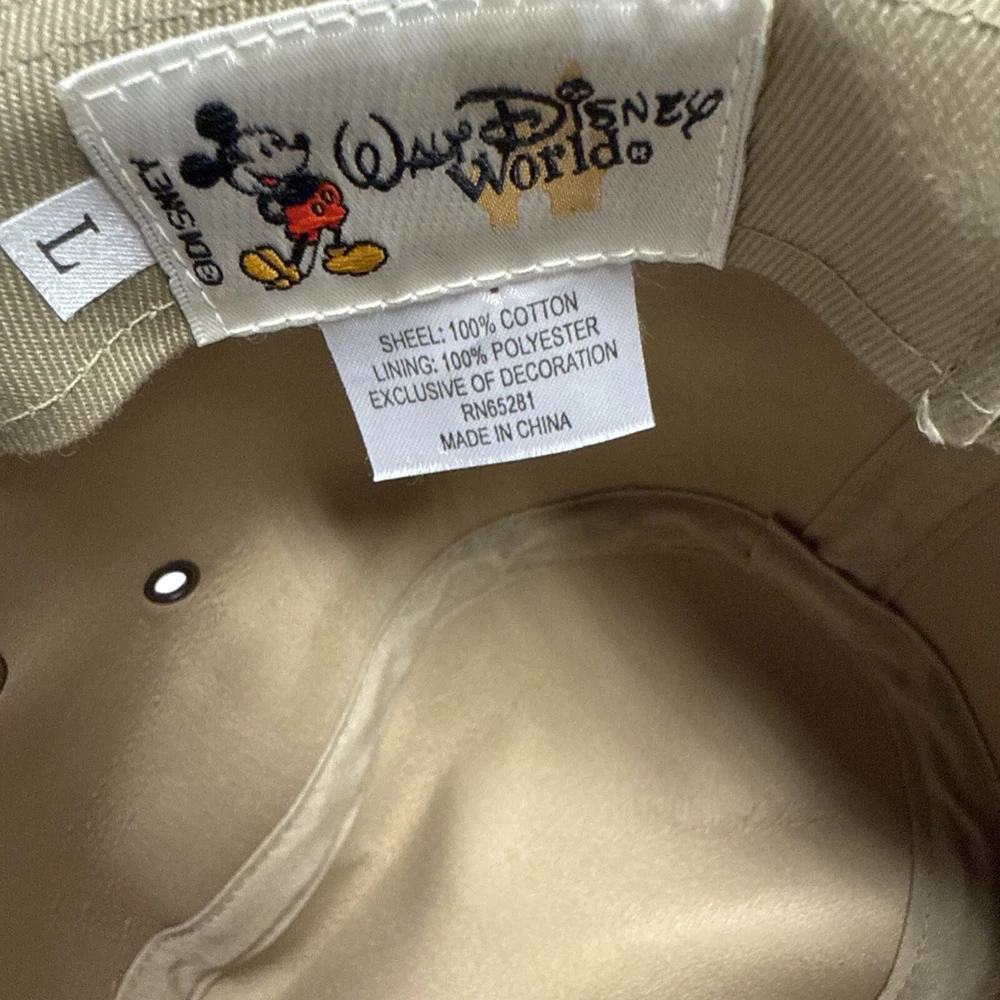 Walt Disney
World®
©DISNEY
L
SHEEL: 100% COTTON
LINING: 100% POLYESTER
EXCLUSIVE OF DECORATION
RN65281
MADE IN CHINA